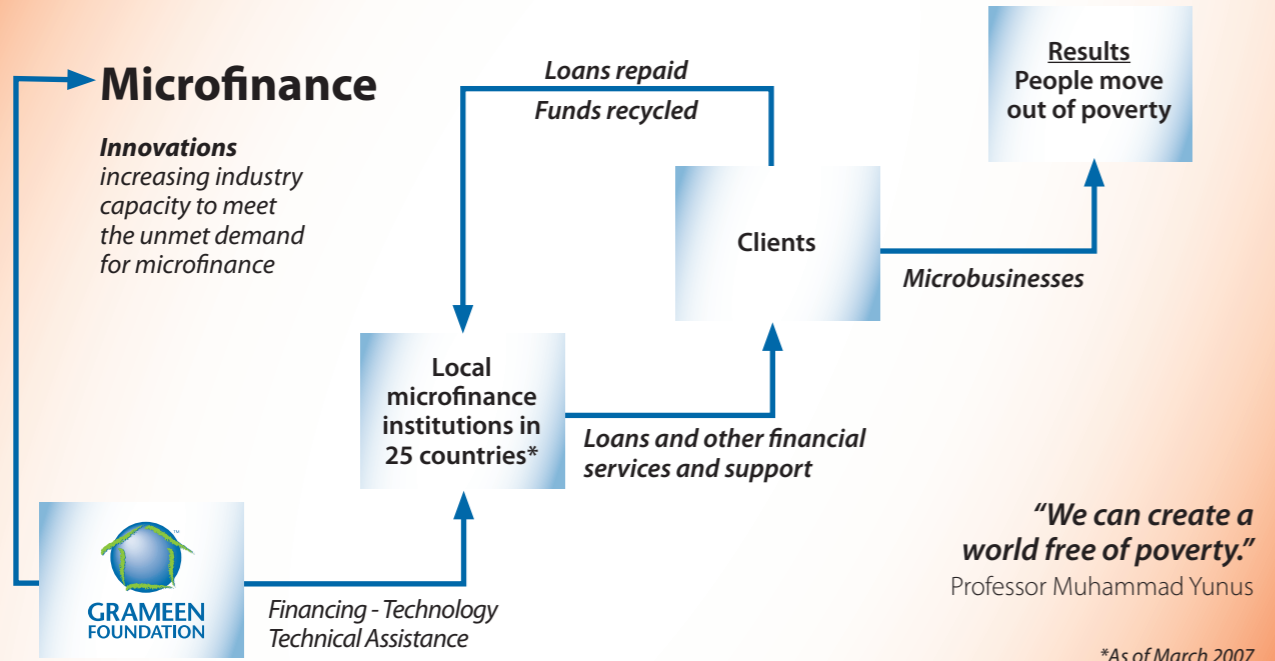 Microfinance
Innovations
increasing industry
capacity to meet
the unmet demand
for microfinance
Loans repaid
Funds recycled
Results
People move
out of poverty
Clients
Microbusinesses
Local
microfinance
institutions in
25 countries*
Loans and other financial
services and support
™
GRAMEEN
FOUNDATION
Financing - Technology
Technical Assistance
“We can create a
world free of poverty.”
Professor Muhammad Yunus
*As of March 2007